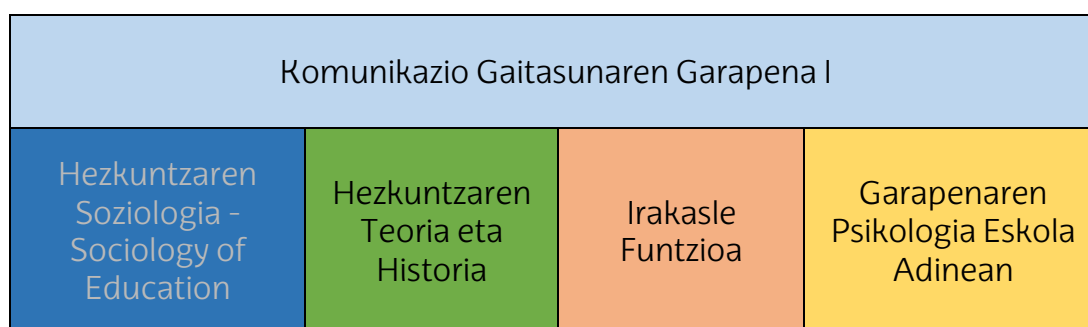 Komunikazio Gaitasunaren Garapena I
Hezkuntzaren
Soziologia -
Sociology of
Education
Hezkuntzaren
Teoria eta
Historia
Irakasle
Funtzioa
Garapenaren
Psikologia Eskola
Adinean